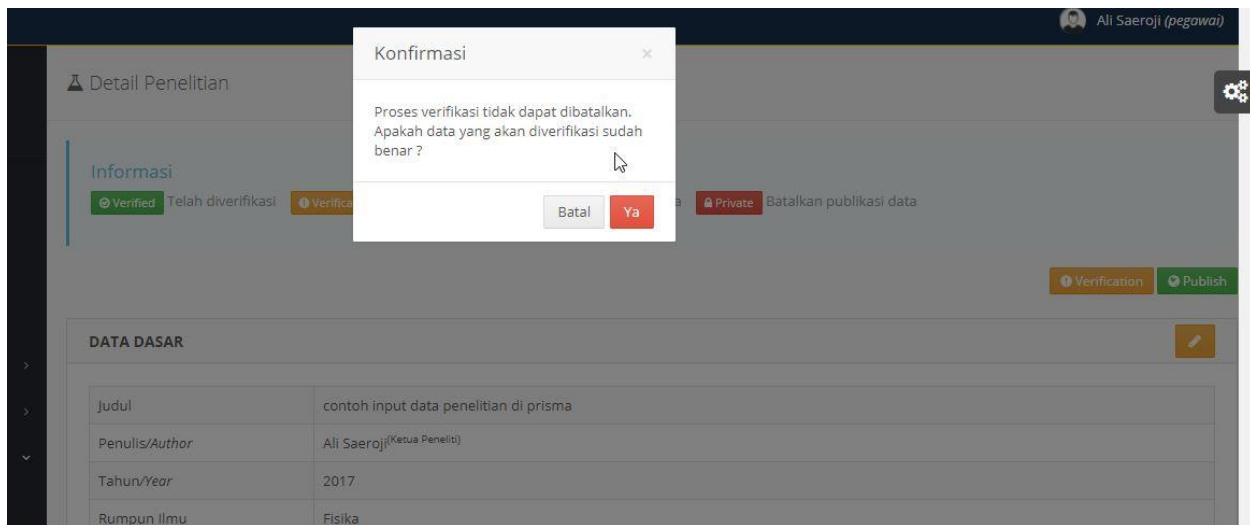 Ali Saeroji (pegawai)
Konfirmasi ×
Detail Penelitian
Proses verifikasi tidak dapat dibatalkan.
Apakah data yang akan diverifikasi sudah
benar ?
Batal Ya
Informasi
Verified Telah diverifikasi Private Batalkan publikasi data
Verification Publish
DATA DASAR
Judul contoh input data penelitian di prisma
Penulis/Author Ali Saeroji(Ketua Peneliti)
Tahun/Year 2017
Rumpun Ilmu Fisika